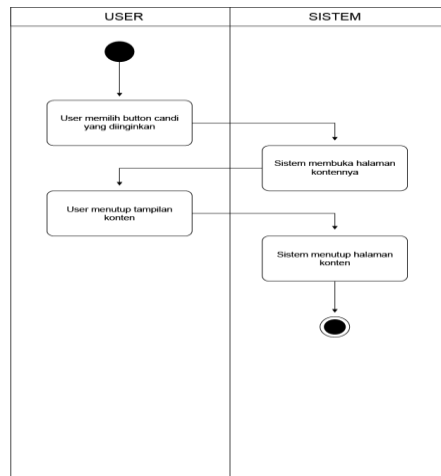 USER
SISTEM
User memilih button candi
yang diinginkan
Sistem membuka halaman
kontennya
User menutup tampilan
konten
Sistem menutup halaman
konten